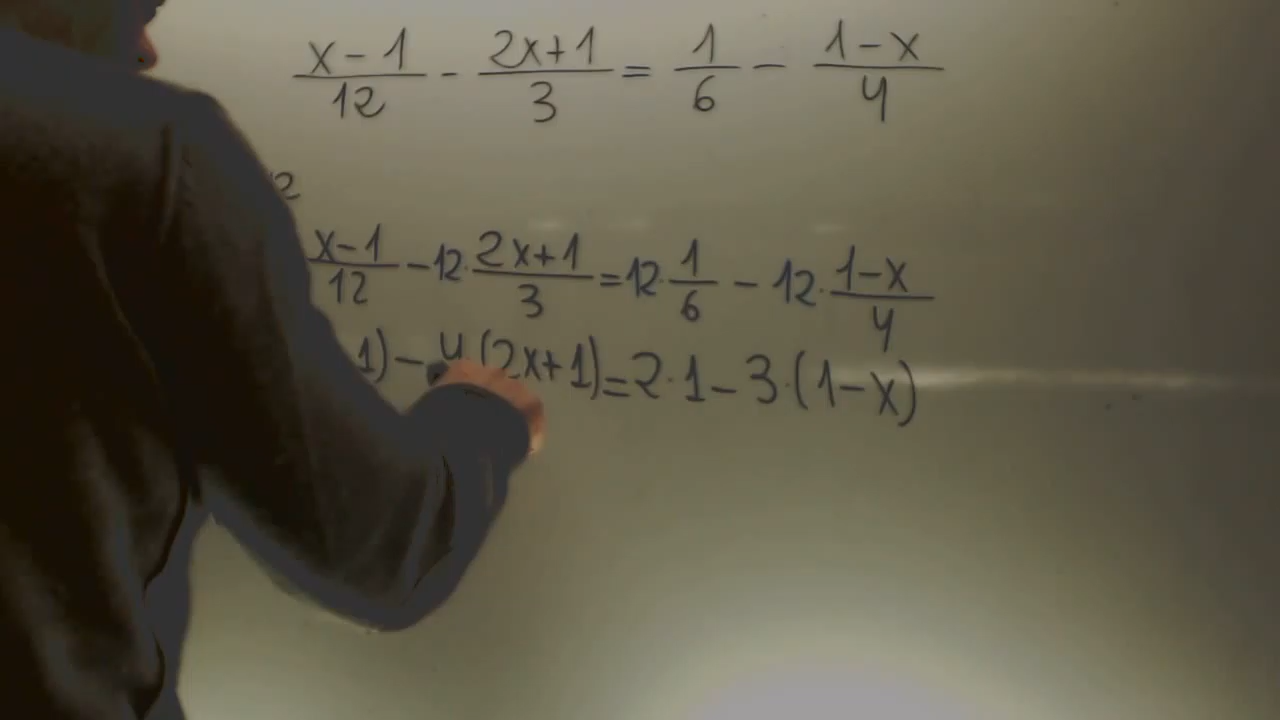 x-1/12 - 2x+1/3 = 1/6 - 1-x/4
x-1/12 - 12·2x+1/3 = 12·1/6 - 12·1-x/4
1) - 4(2x+1) = 2·1 - 3·(1-x)